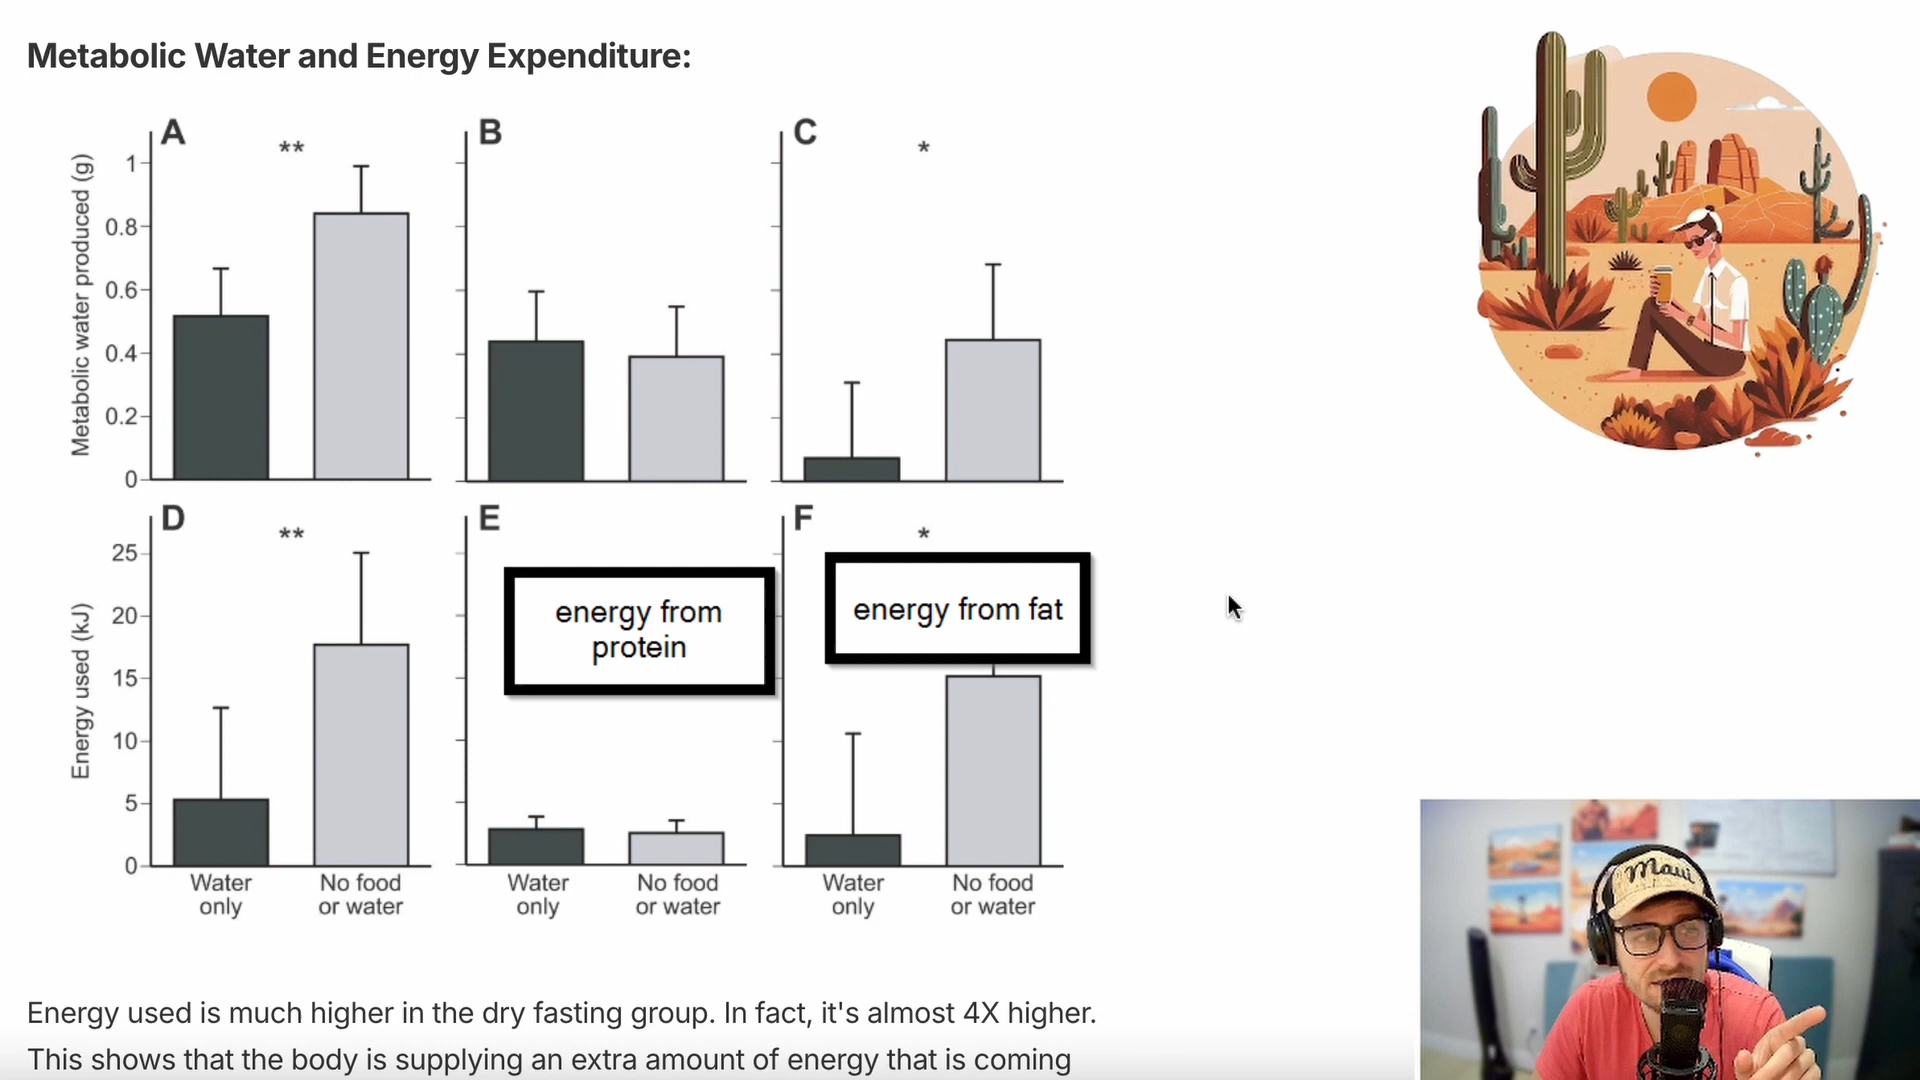 Metabolic Water and Energy Expenditure:
A
**
B
C
*
Metabolic water produced (g)
1
0.8
0.6
0.4
0.2
0
D
**
E
F
*
Energy used (kJ)
25
20
15
10
5
0
energy from
protein
energy from fat
Water
only
No food
or water
Water
only
No food
or water
Water
only
No food
or water
Maui
Energy used is much higher in the dry fasting group. In fact, it's almost 4X higher.
This shows that the body is supplying an extra amount of energy that is coming